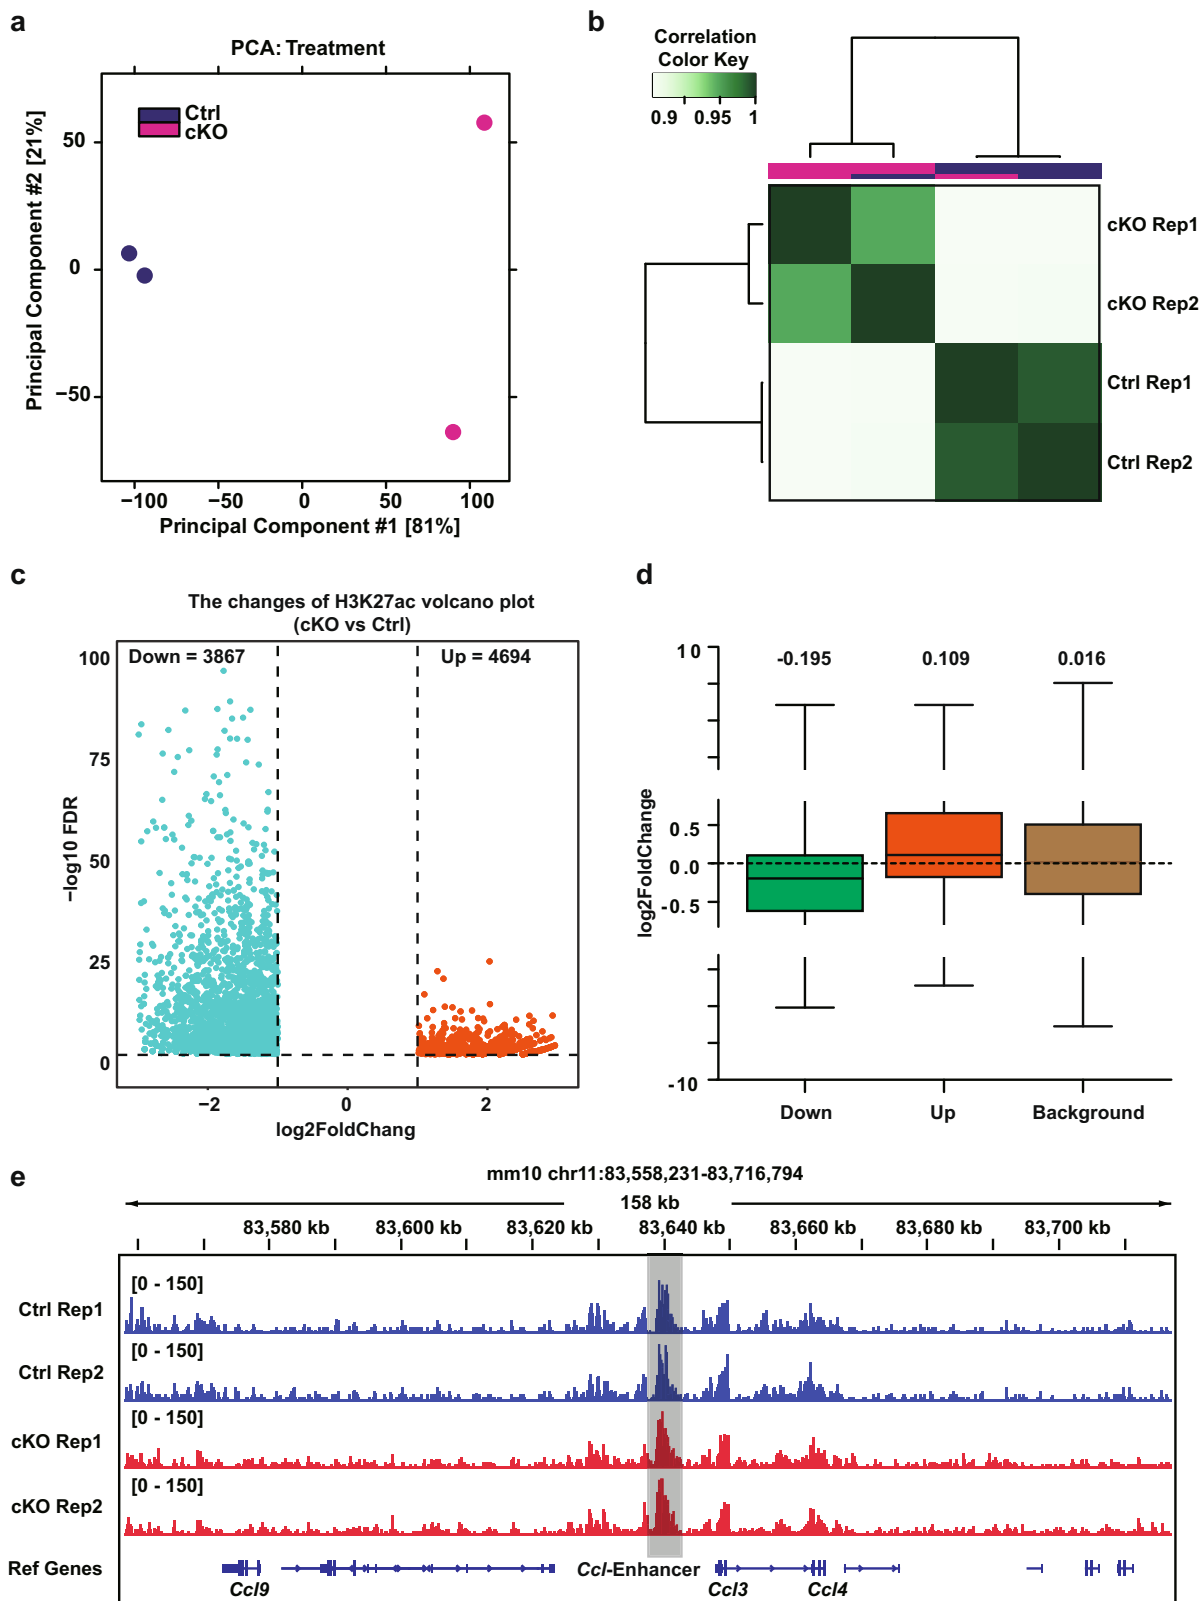 a
PCA: Treatment
Ctrl
cKO
Principal Component #2 [21%]
50
0
−50
−100
−50
0
50
100
Principal Component #1 [81%]
b
Correlation
Color Key
0.9
0.95
1
cKO Rep1
cKO Rep2
Ctrl Rep1
Ctrl Rep2
c
The changes of H3K27ac volcano plot
(cKO vs Ctrl)
Down = 3867
Up = 4694
−log10 FDR
100
75
50
25
0
−2
0
2
log2FoldChang
d
log2FoldChange
10
0.5
0.0
-0.5
-10
-0.195
0.109
0.016
Down
Up
Background
e
mm10 chr11:83,558,231-83,716,794
158 kb
83,580 kb
83,600 kb
83,620 kb
83,640 kb
83,660 kb
83,680 kb
83,700 kb
Ctrl Rep1
[0 - 150]
Ctrl Rep2
[0 - 150]
cKO Rep1
[0 - 150]
cKO Rep2
[0 - 150]
Ref Genes
Ccl9
Ccl-Enhancer
Ccl3
Ccl4